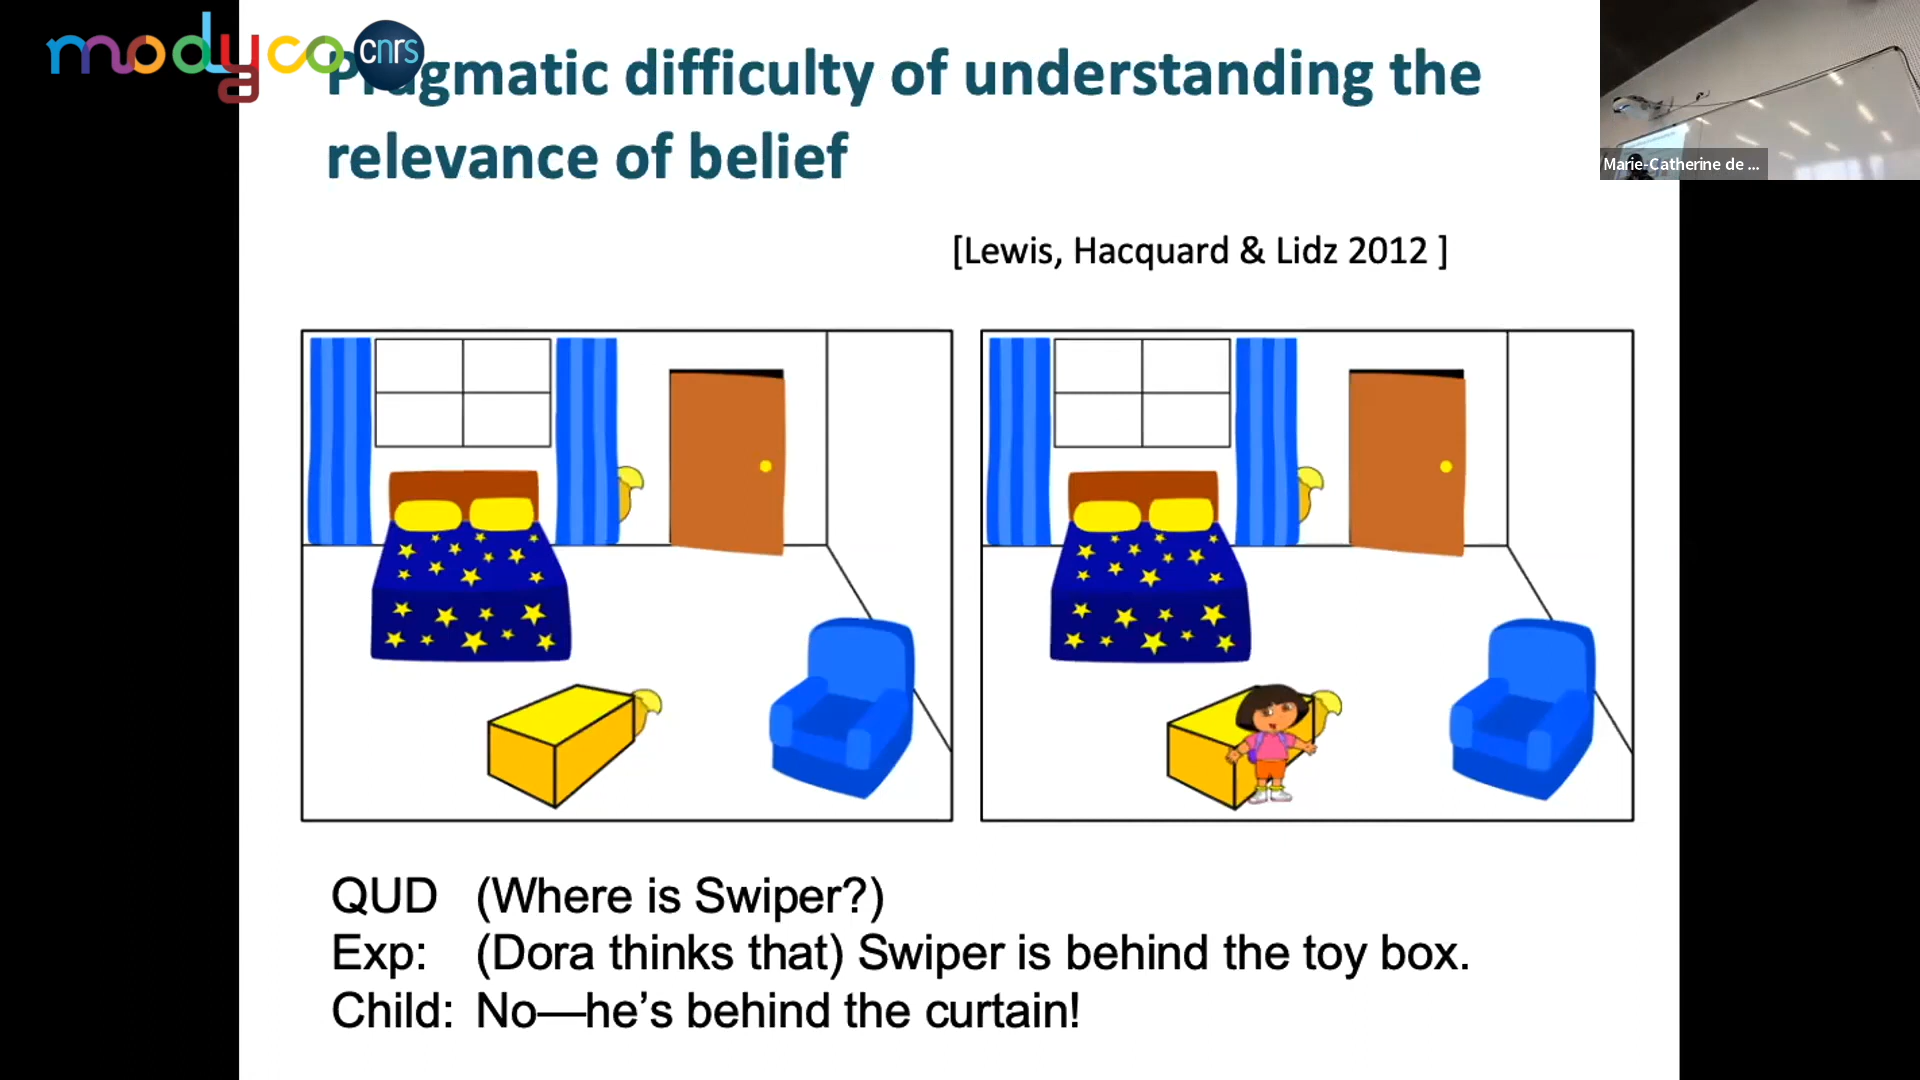 modyco cnrs
Pragmatic difficulty of understanding the
relevance of belief
Marie-Catherine de ...
[Lewis, Hacquard & Lidz 2012 ]
QUD (Where is Swiper?)
Exp: (Dora thinks that) Swiper is behind the toy box.
Child: No—he's behind the curtain!